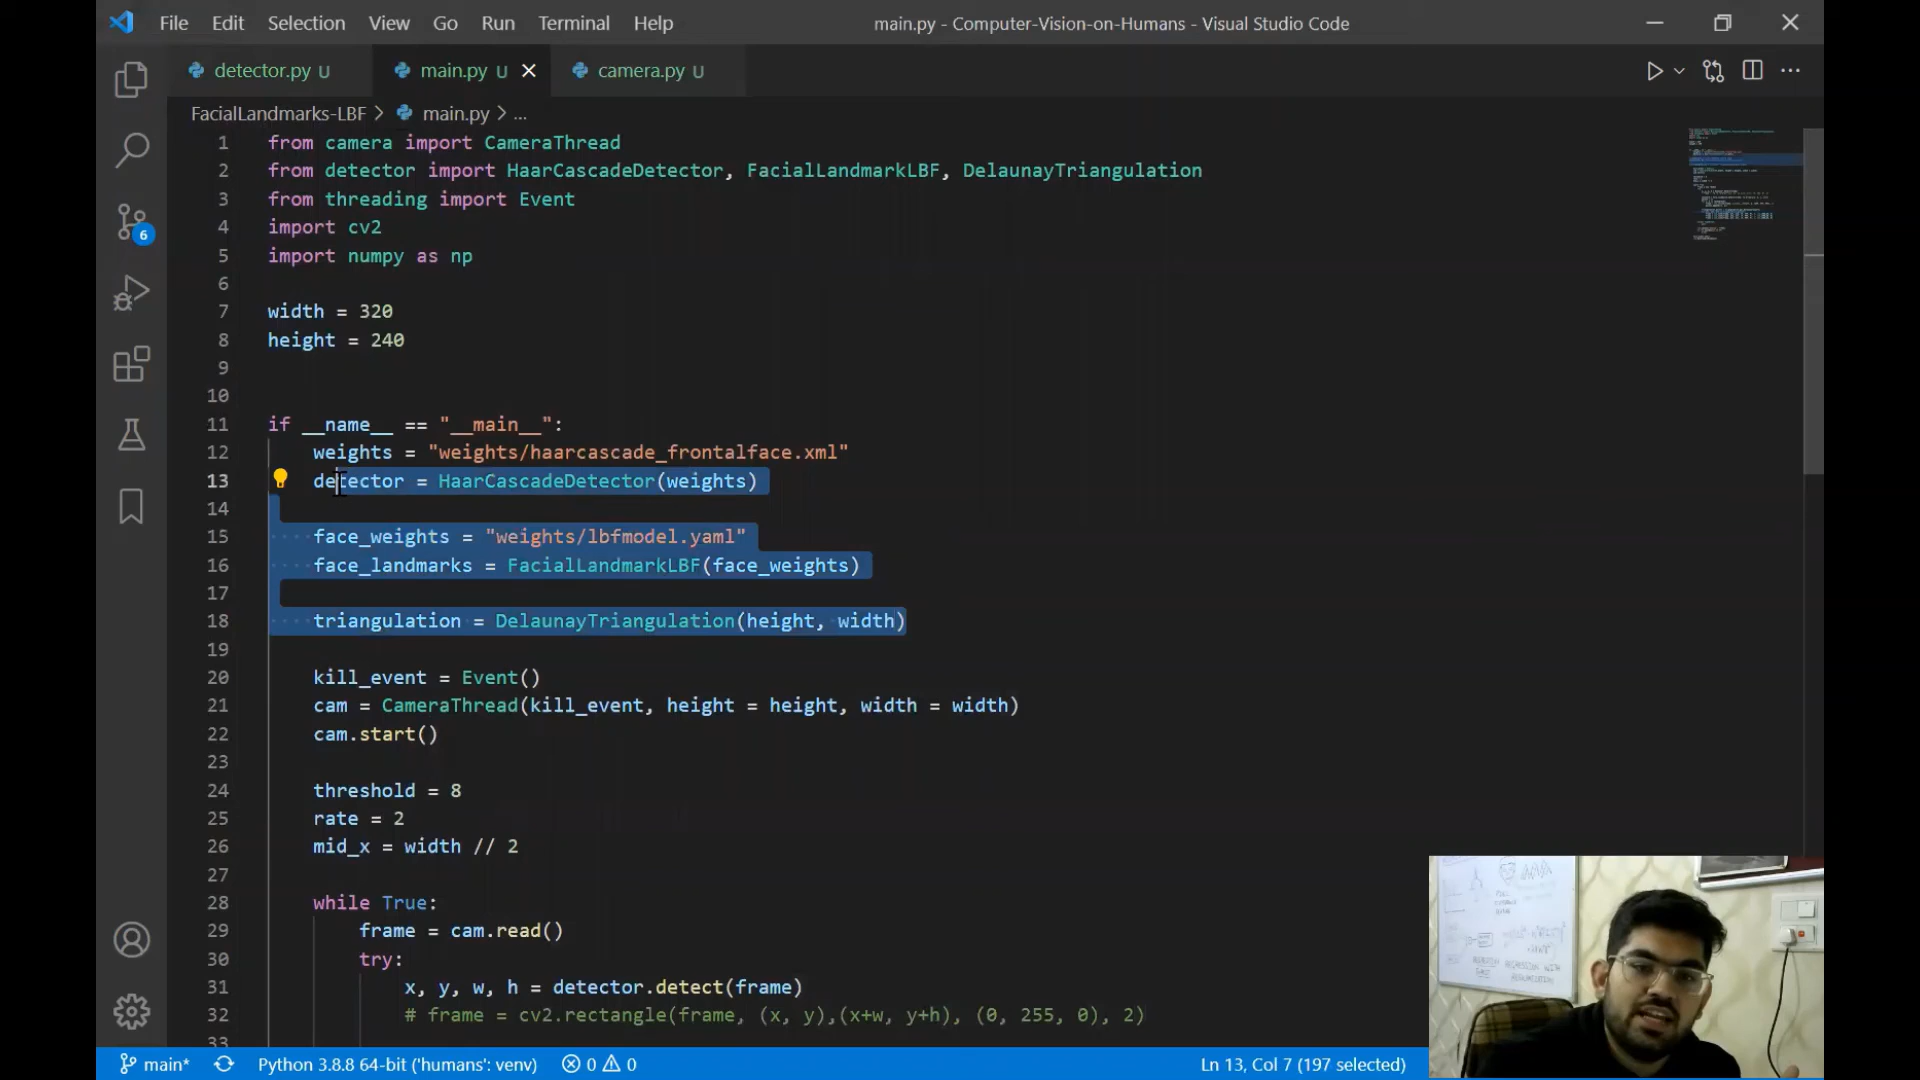 File Edit Selection View Go Run Terminal Help
main.py - Computer-Vision-on-Humans - Visual Studio Code
detector.py U
main.py U
camera.py U
FacialLandmarks-LBF > main.py > ...
1 from camera import CameraThread
2 from detector import HaarCascadeDetector, FacialLandmarkLBF, DelaunayTriangulation
3 from threading import Event
4 import cv2
5 import numpy as np
6
7 width = 320
8 height = 240
9
10
11 if __name__ == "__main__":
12 weights = "weights/haarcascade_frontalface.xml"
13 detector = HaarCascadeDetector(weights)
14
15 face_weights = "weights/lbfmodel.yaml"
16 face_landmarks = FacialLandmarkLBF(face_weights)
17
18 triangulation = DelaunayTriangulation(height, width)
19
20 kill_event = Event()
21 cam = CameraThread(kill_event, height = height, width = width)
22 cam.start()
23
24 threshold = 8
25 rate = 2
26 mid_x = width // 2
27
28 while True:
29 frame = cam.read()
30 try:
31 x, y, w, h = detector.detect(frame)
32 # frame = cv2.rectangle(frame, (x, y),(x+w, y+h), (0, 255, 0), 2)
33
6
main* Python 3.8.8 64-bit ('humans': venv) 0 0 Ln 13, Col 7 (197 selected)